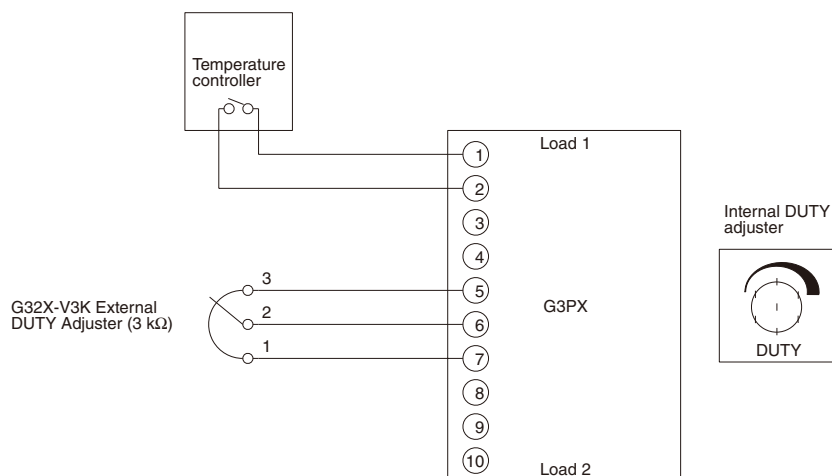 Temperature
controller
Load 1
1
2
3
4
Internal DUTY
adjuster
3
5
G32X-V3K External
DUTY Adjuster (3 kΩ)
2
6
G3PX
1
7
DUTY
8
9
10
Load 2